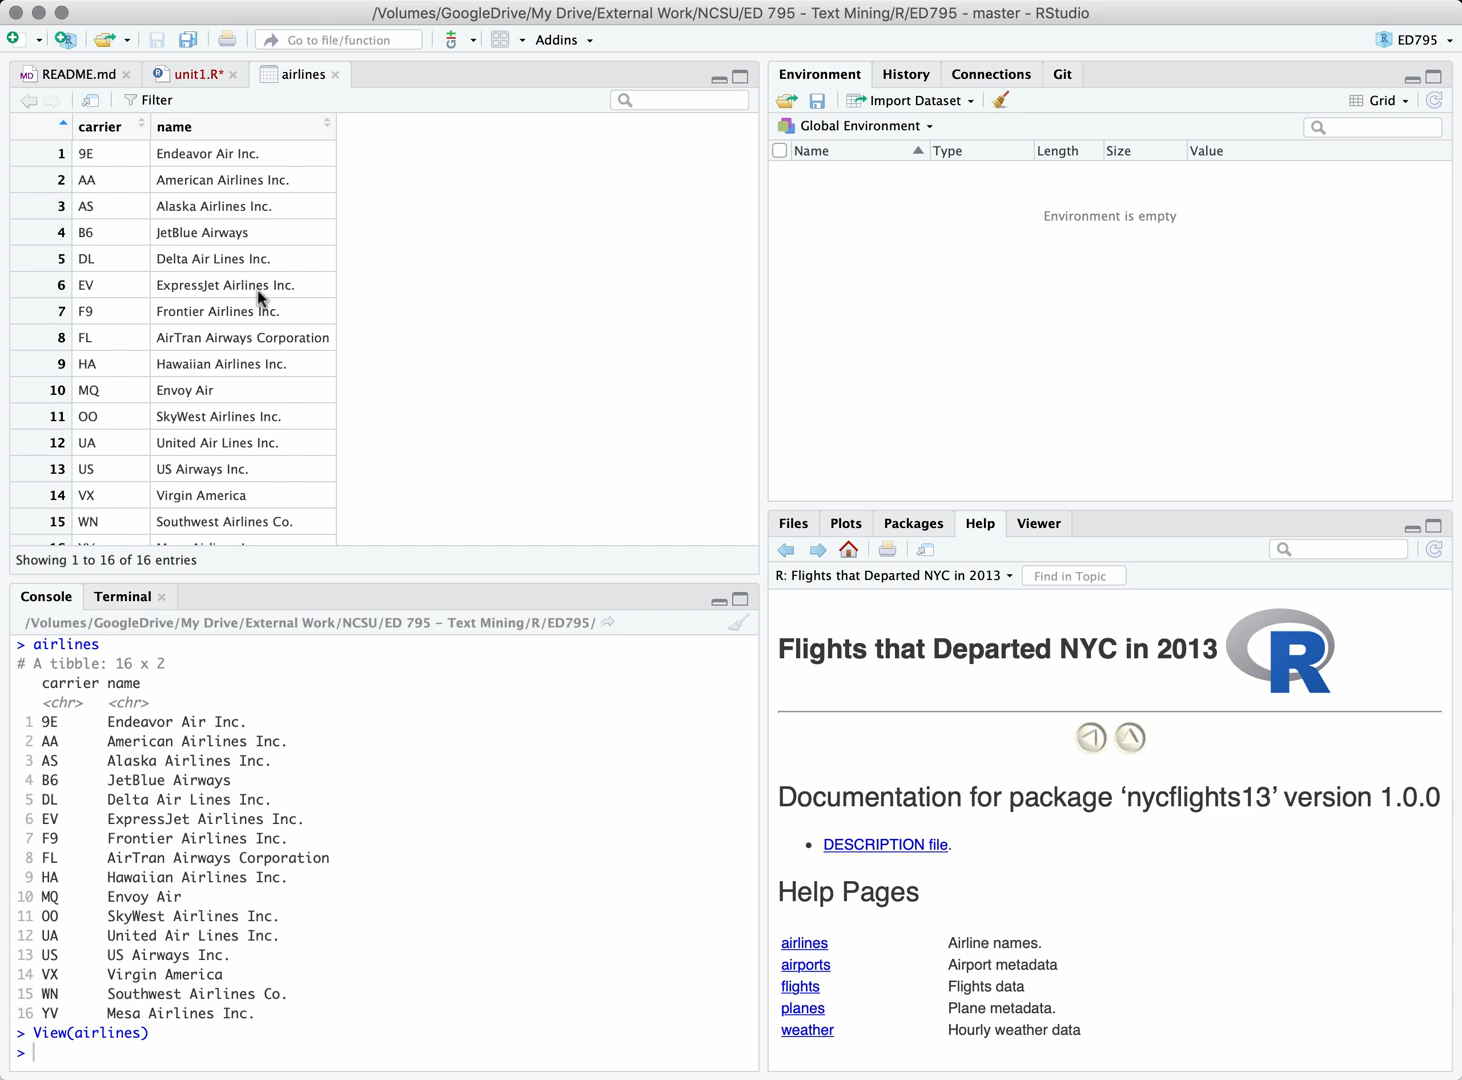 /Volumes/GoogleDrive/My Drive/External Work/NCSU/ED 795 - Text Mining/R/ED795 - master - RStudio
Go to file/function
Addins
ED795
README.md
unit1.R*
airlines
Filter
carrier name
1 9E Endeavor Air Inc.
2 AA American Airlines Inc.
3 AS Alaska Airlines Inc.
4 B6 JetBlue Airways
5 DL Delta Air Lines Inc.
6 EV ExpressJet Airlines Inc.
7 F9 Frontier Airlines Inc.
8 FL AirTran Airways Corporation
9 HA Hawaiian Airlines Inc.
10 MQ Envoy Air
11 OO SkyWest Airlines Inc.
12 UA United Air Lines Inc.
13 US US Airways Inc.
14 VX Virgin America
15 WN Southwest Airlines Co.
Showing 1 to 16 of 16 entries
Console Terminal
/Volumes/GoogleDrive/My Drive/External Work/NCSU/ED 795 - Text Mining/R/ED795/
> airlines
# A tibble: 16 x 2
carrier name
<chr> <chr>
1 9E Endeavor Air Inc.
2 AA American Airlines Inc.
3 AS Alaska Airlines Inc.
4 B6 JetBlue Airways
5 DL Delta Air Lines Inc.
6 EV ExpressJet Airlines Inc.
7 F9 Frontier Airlines Inc.
8 FL AirTran Airways Corporation
9 HA Hawaiian Airlines Inc.
10 MQ Envoy Air
11 OO SkyWest Airlines Inc.
12 UA United Air Lines Inc.
13 US US Airways Inc.
14 VX Virgin America
15 WN Southwest Airlines Co.
16 YV Mesa Airlines Inc.
> View(airlines)
>
Environment History Connections Git
Import Dataset
Grid
Global Environment
Name Type Length Size Value
Environment is empty
Files Plots Packages Help Viewer
R: Flights that Departed NYC in 2013
Find in Topic
Flights that Departed NYC in 2013
R
Documentation for package ‘nycflights13’ version 1.0.0
• DESCRIPTION file.
Help Pages
airlines Airline names.
airports Airport metadata
flights Flights data
planes Plane metadata.
weather Hourly weather data